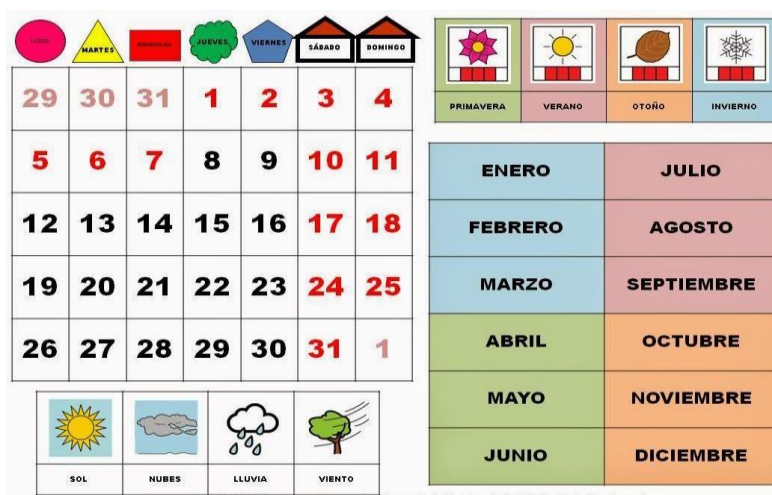 LUNES
MARTES
MIERCOLES
JUEVES
VIERNES
SÁBADO
DOMINGO
29 30 31 1 2 3 4
5 6 7 8 9 10 11
12 13 14 15 16 17 18
19 20 21 22 23 24 25
26 27 28 29 30 31 1
SOL NUBES LLUVIA VIENTO
PRIMAVERA VERANO OTOÑO INVIERNO
ENERO JULIO
FEBRERO AGOSTO
MARZO SEPTIEMBRE
ABRIL OCTUBRE
MAYO NOVIEMBRE
JUNIO DICIEMBRE